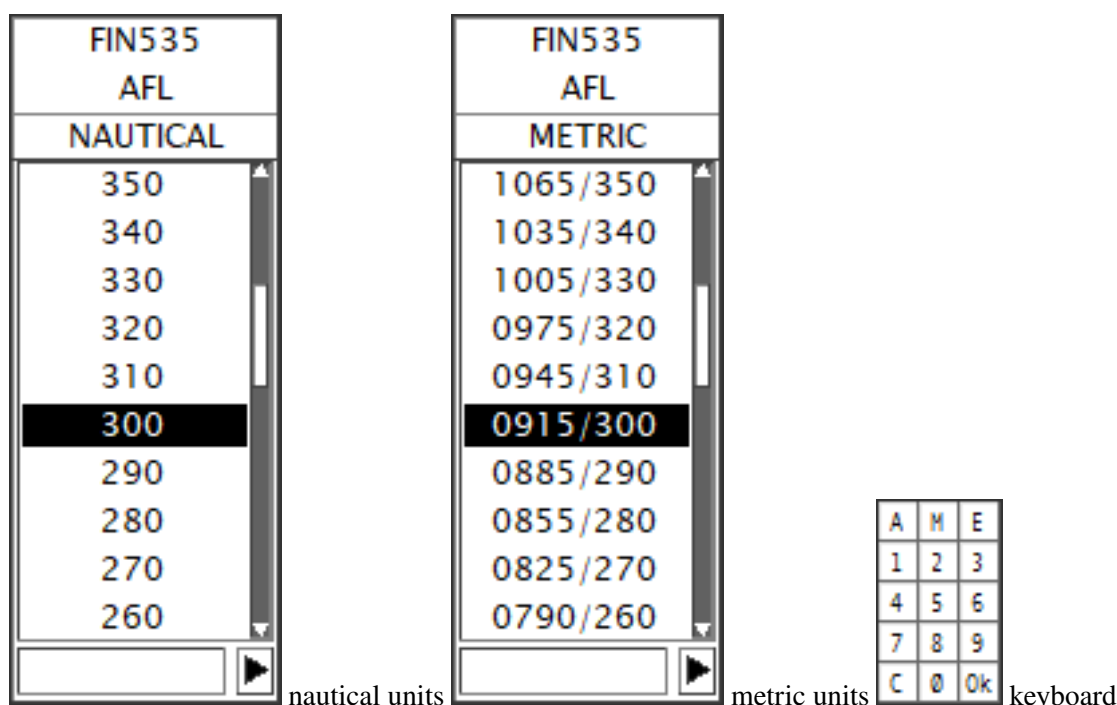 FIN535
AFL
NAUTICAL
350
340
330
320
310
300
290
280
270
260
nautical units
FIN535
AFL
METRIC
1065/350
1035/340
1005/330
0975/320
0945/310
0915/300
0885/290
0855/280
0825/270
0790/260
metric units
A M E
1 2 3
4 5 6
7 8 9
C Ø Ok
keyboard